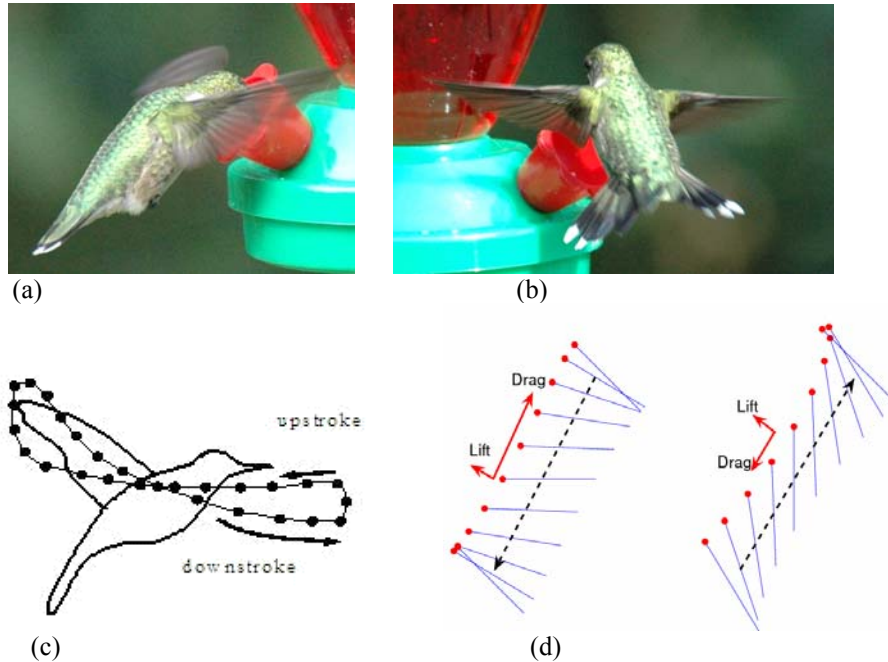 (a)
(b)
upstroke
downstroke
(c)
Drag
Lift
Lift
Drag
(d)